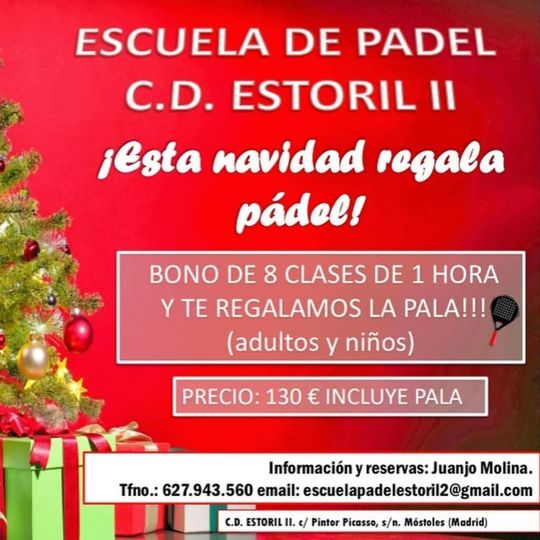 ESCUELA DE PADEL
C.D. ESTORIL II
¡Esta navidad regala
pádel!
BONO DE 8 CLASES DE 1 HORA
Y TE REGALAMOS LA PALA!!!
(adultos y niños)
PRECIO: 130 € INCLUYE PALA
Información y reservas: Juanjo Molina.
Tfno.: 627.943.560 email: escuelapadelestoril2@gmail.com
C.D. ESTORIL II. c/ Pintor Picasso, s/n. Móstoles (Madrid)